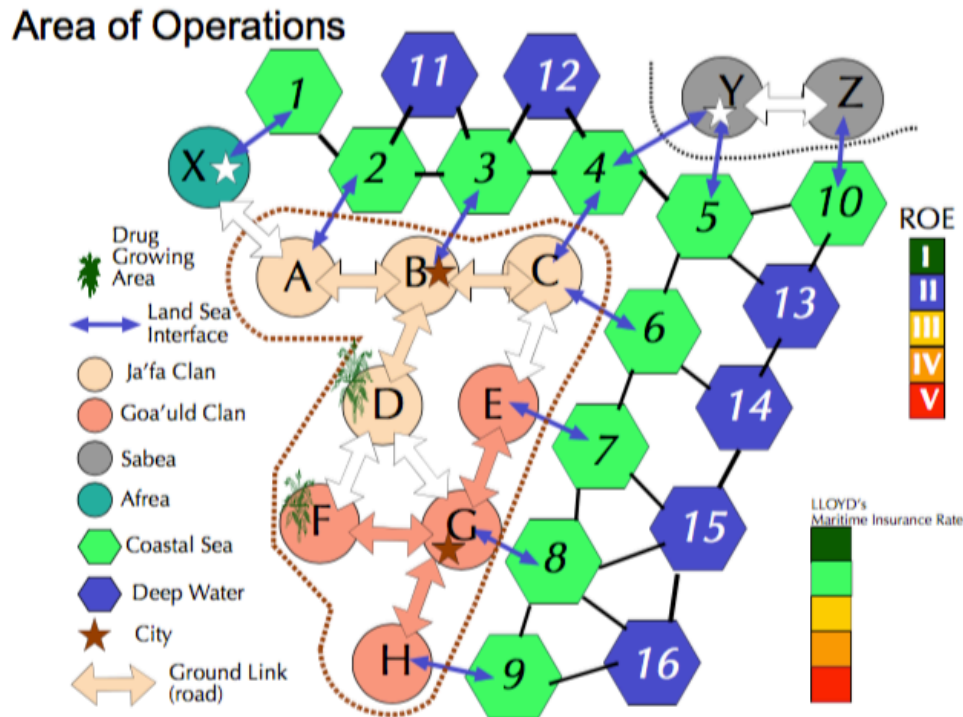 Area of Operations
1
11
12
Y
Z
X
2
3
4
5
10
ROE
I
II
III
IV
V
Drug
Growing
Area
Land Sea
Interface
A
B
C
6
13
Ja'fa Clan
D
E
14
Goa'uld Clan
7
Sabea
Afrea
F
G
15
LLOYD's
Maritime Insurance Rate
Coastal Sea
8
Deep Water
City
H
9
16
Ground Link
(road)